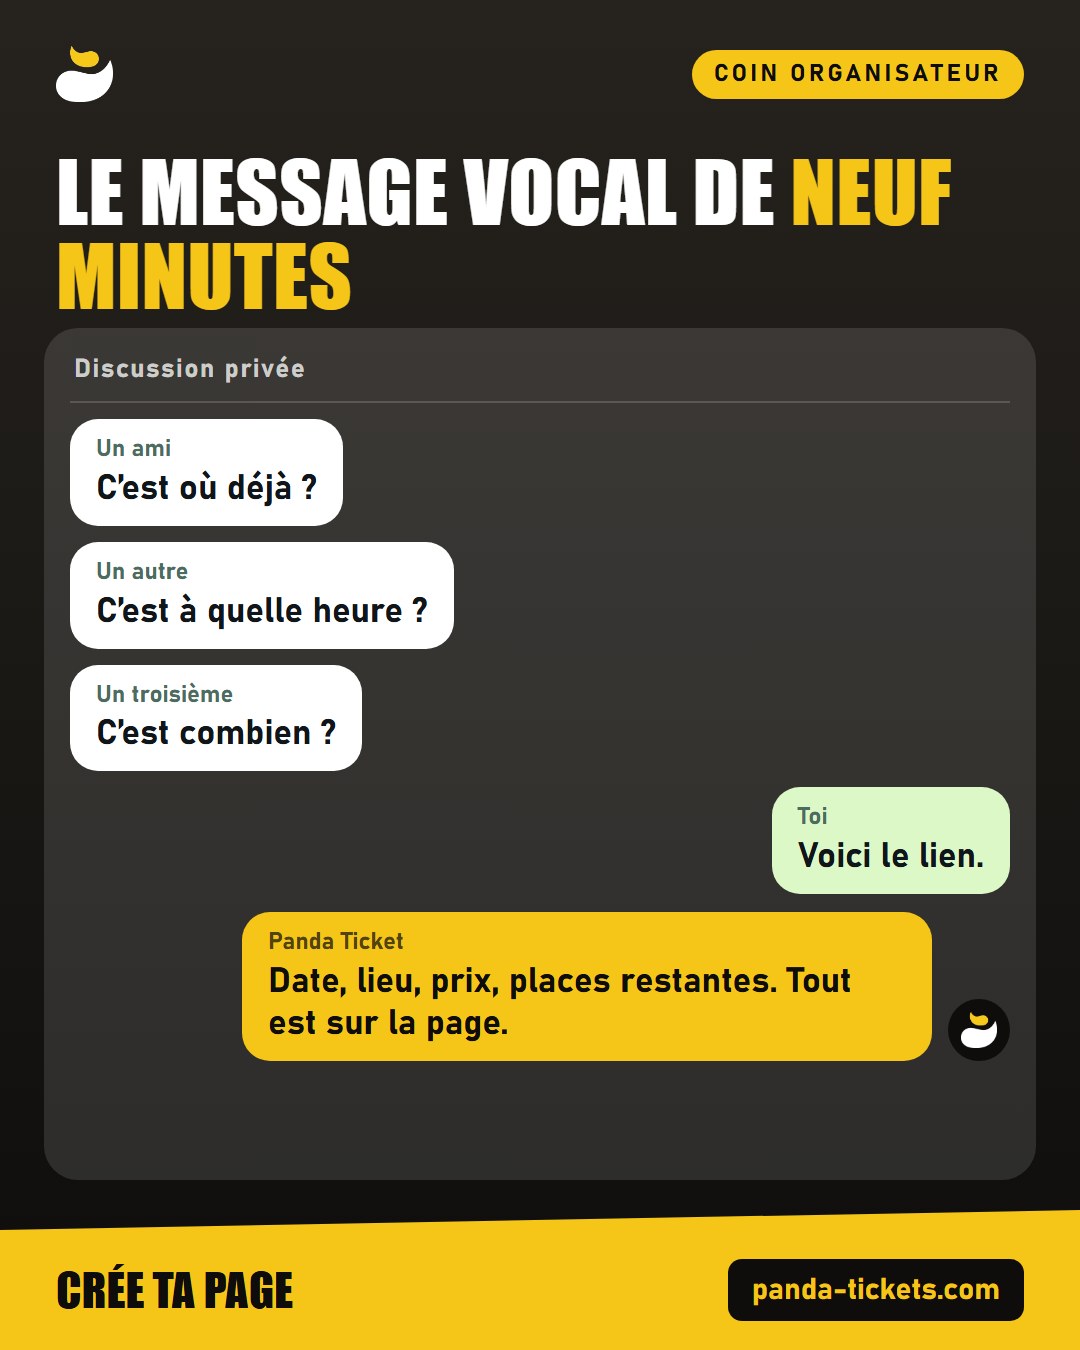 COIN ORGANISATEUR
LE MESSAGE VOCAL DE NEUF
MINUTES
Discussion privée
Un ami
C'est où déjà ?
Un autre
C'est à quelle heure ?
Un troisième
C'est combien ?
Toi
Voici le lien.
Panda Ticket
Date, lieu, prix, places restantes. Tout
est sur la page.
CRÉE TA PAGE
panda-tickets.com